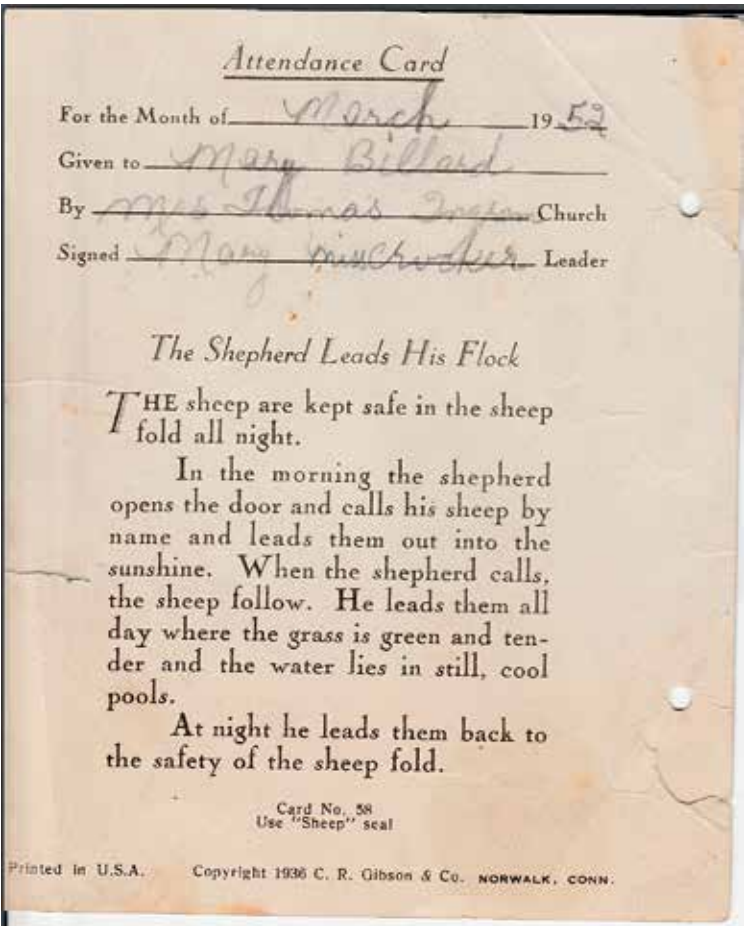 Attendance Card
For the Month of March 1952
Given to Mary Billard
By Mrs Thomas Ingram Church
Signed Mary Miss Crocker Leader
The Shepherd Leads His Flock
THE sheep are kept safe in the sheep
fold all night.
In the morning the shepherd
opens the door and calls his sheep by
name and leads them out into the
sunshine. When the shepherd calls,
the sheep follow. He leads them all
day where the grass is green and ten-
der and the water lies in still, cool
pools.
At night he leads them back to
the safety of the sheep fold.
Card No. 58
Use "Sheep" seal
Printed in U.S.A. Copyright 1936 C. R. Gibson & Co. NORWALK, CONN.